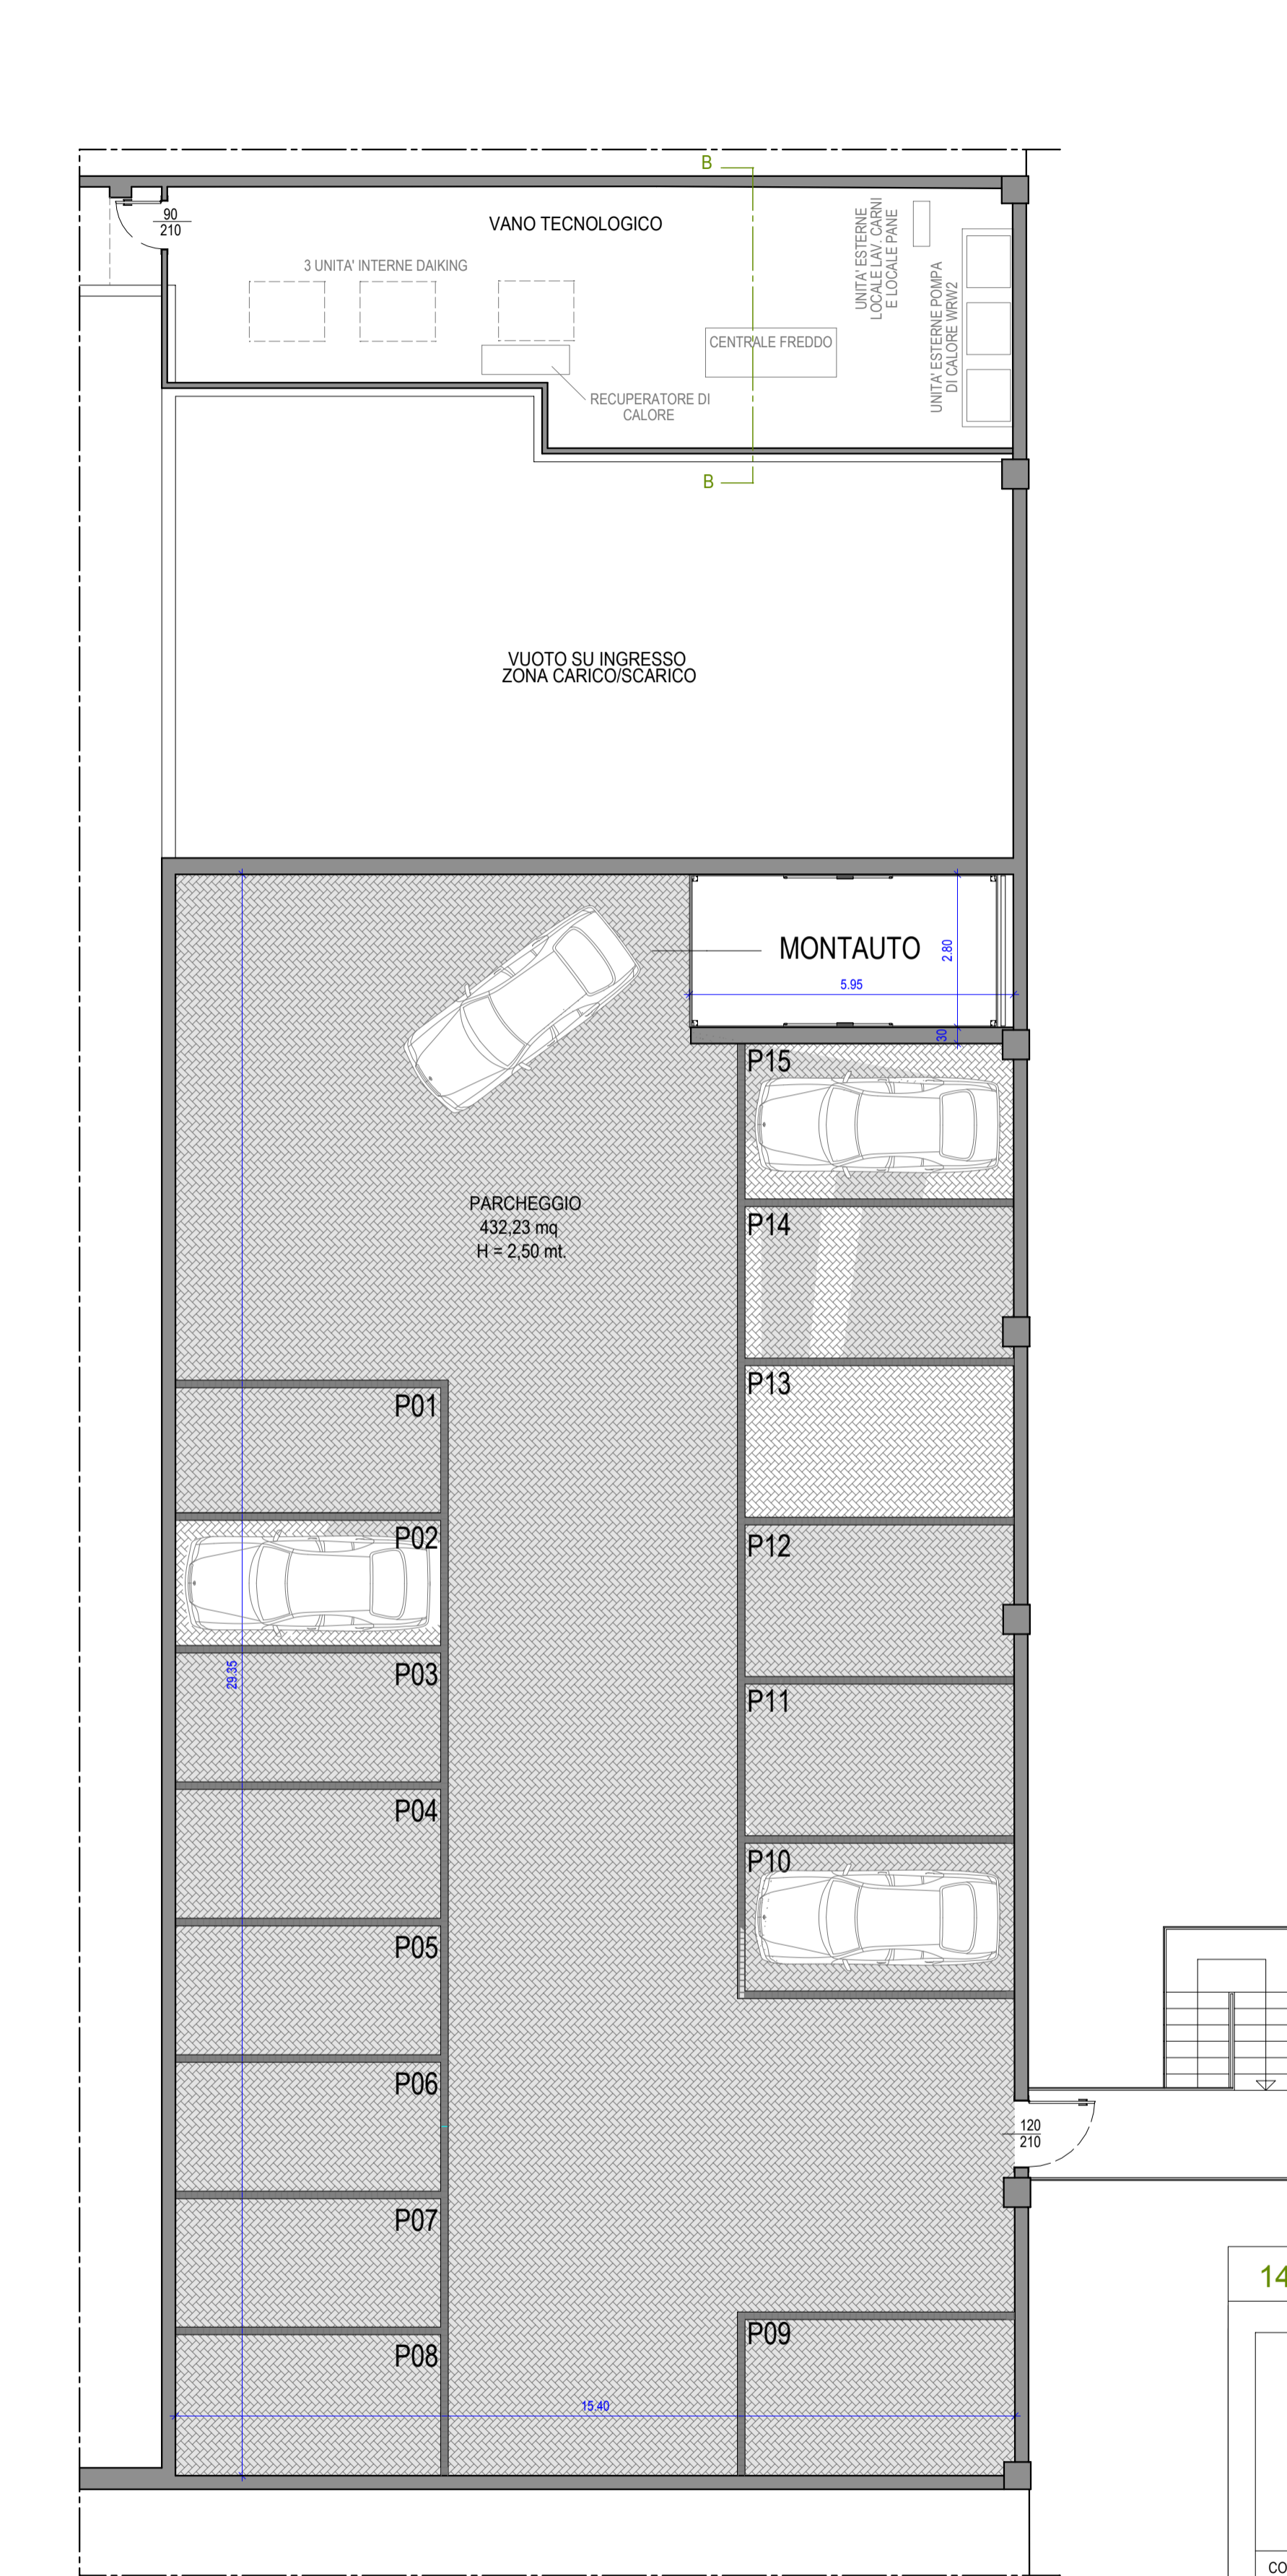 B
90
210
VANO TECNOLOGICO
UNITA' ESTERNE
LOCALE LAV. CARNI
E LOCALE PANE
3 UNITA' INTERNE DAIKING
UNITA' ESTERNE POMPA
DI CALORE WRW2
CENTRALE FREDDO
RECUPERATORE DI
CALORE
B
VUOTO SU INGRESSO
ZONA CARICO/SCARICO
MONTAUTO
2.80
5.95
30
P15
PARCHEGGIO
432,23 mq
H = 2,50 mt.
P14
P13
P01
P02
P12
P03
29.35
P11
P04
P10
P05
P06
120
210
P07
14
P09
P08
15.40
CO